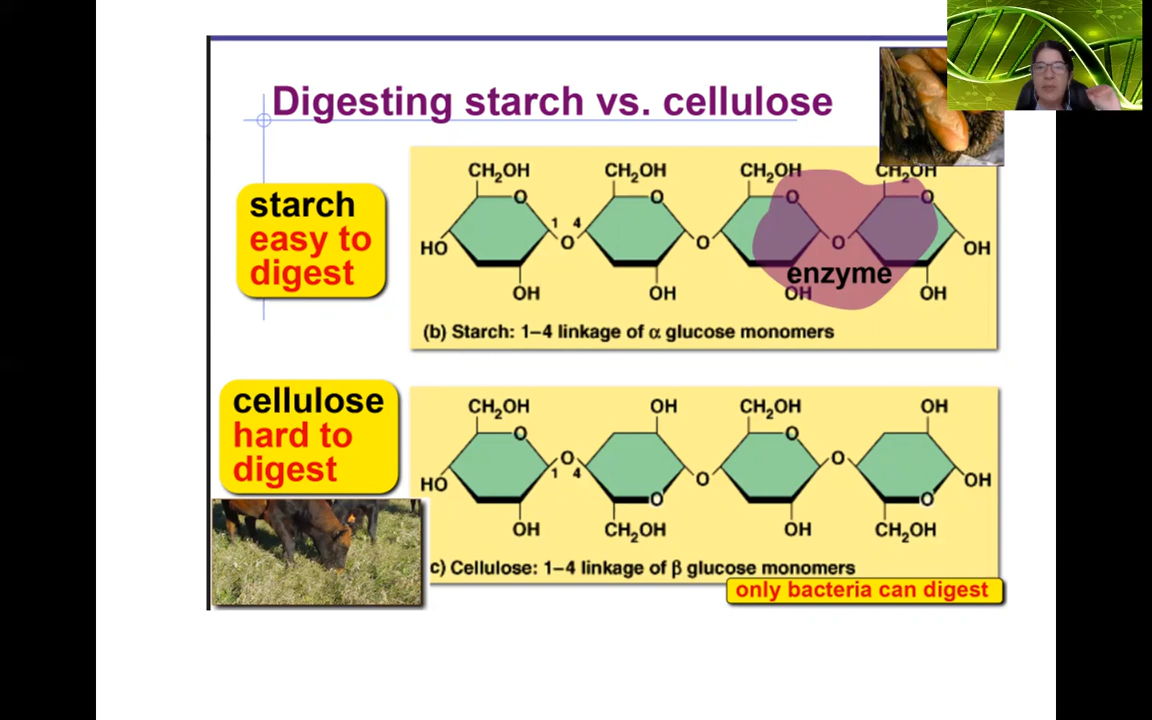 Digesting starch vs. cellulose
starch
easy to
digest
CH₂OH CH₂OH CH₂OH CH₂OH
O O O O
1 4
HO O O O OH
enzyme
OH OH OH OH
(b) Starch: 1–4 linkage of α glucose monomers
cellulose
hard to
digest
CH₂OH OH CH₂OH OH
O O
O O
1 4
HO O OH
O O
OH CH₂OH OH CH₂OH
c) Cellulose: 1–4 linkage of β glucose monomers
only bacteria can digest